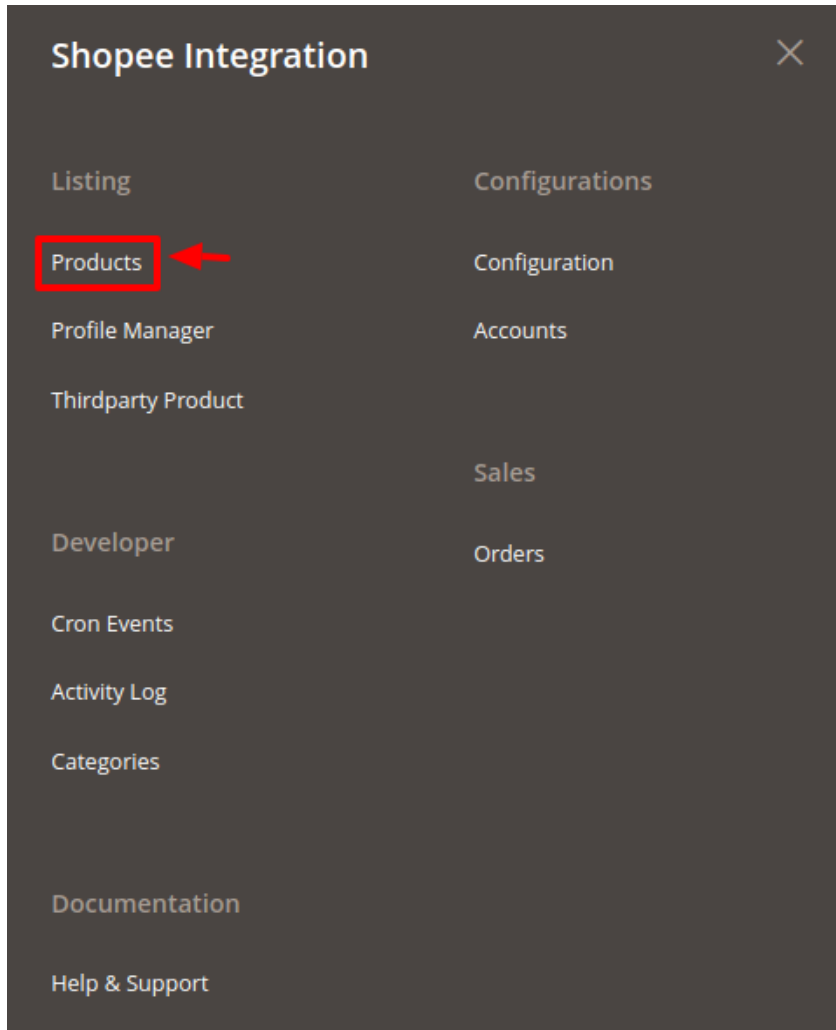 Shopee Integration
Listing
Products
Profile Manager
Thirdparty Product
Developer
Cron Events
Activity Log
Categories
Documentation
Help & Support
Configurations
Configuration
Accounts
Sales
Orders